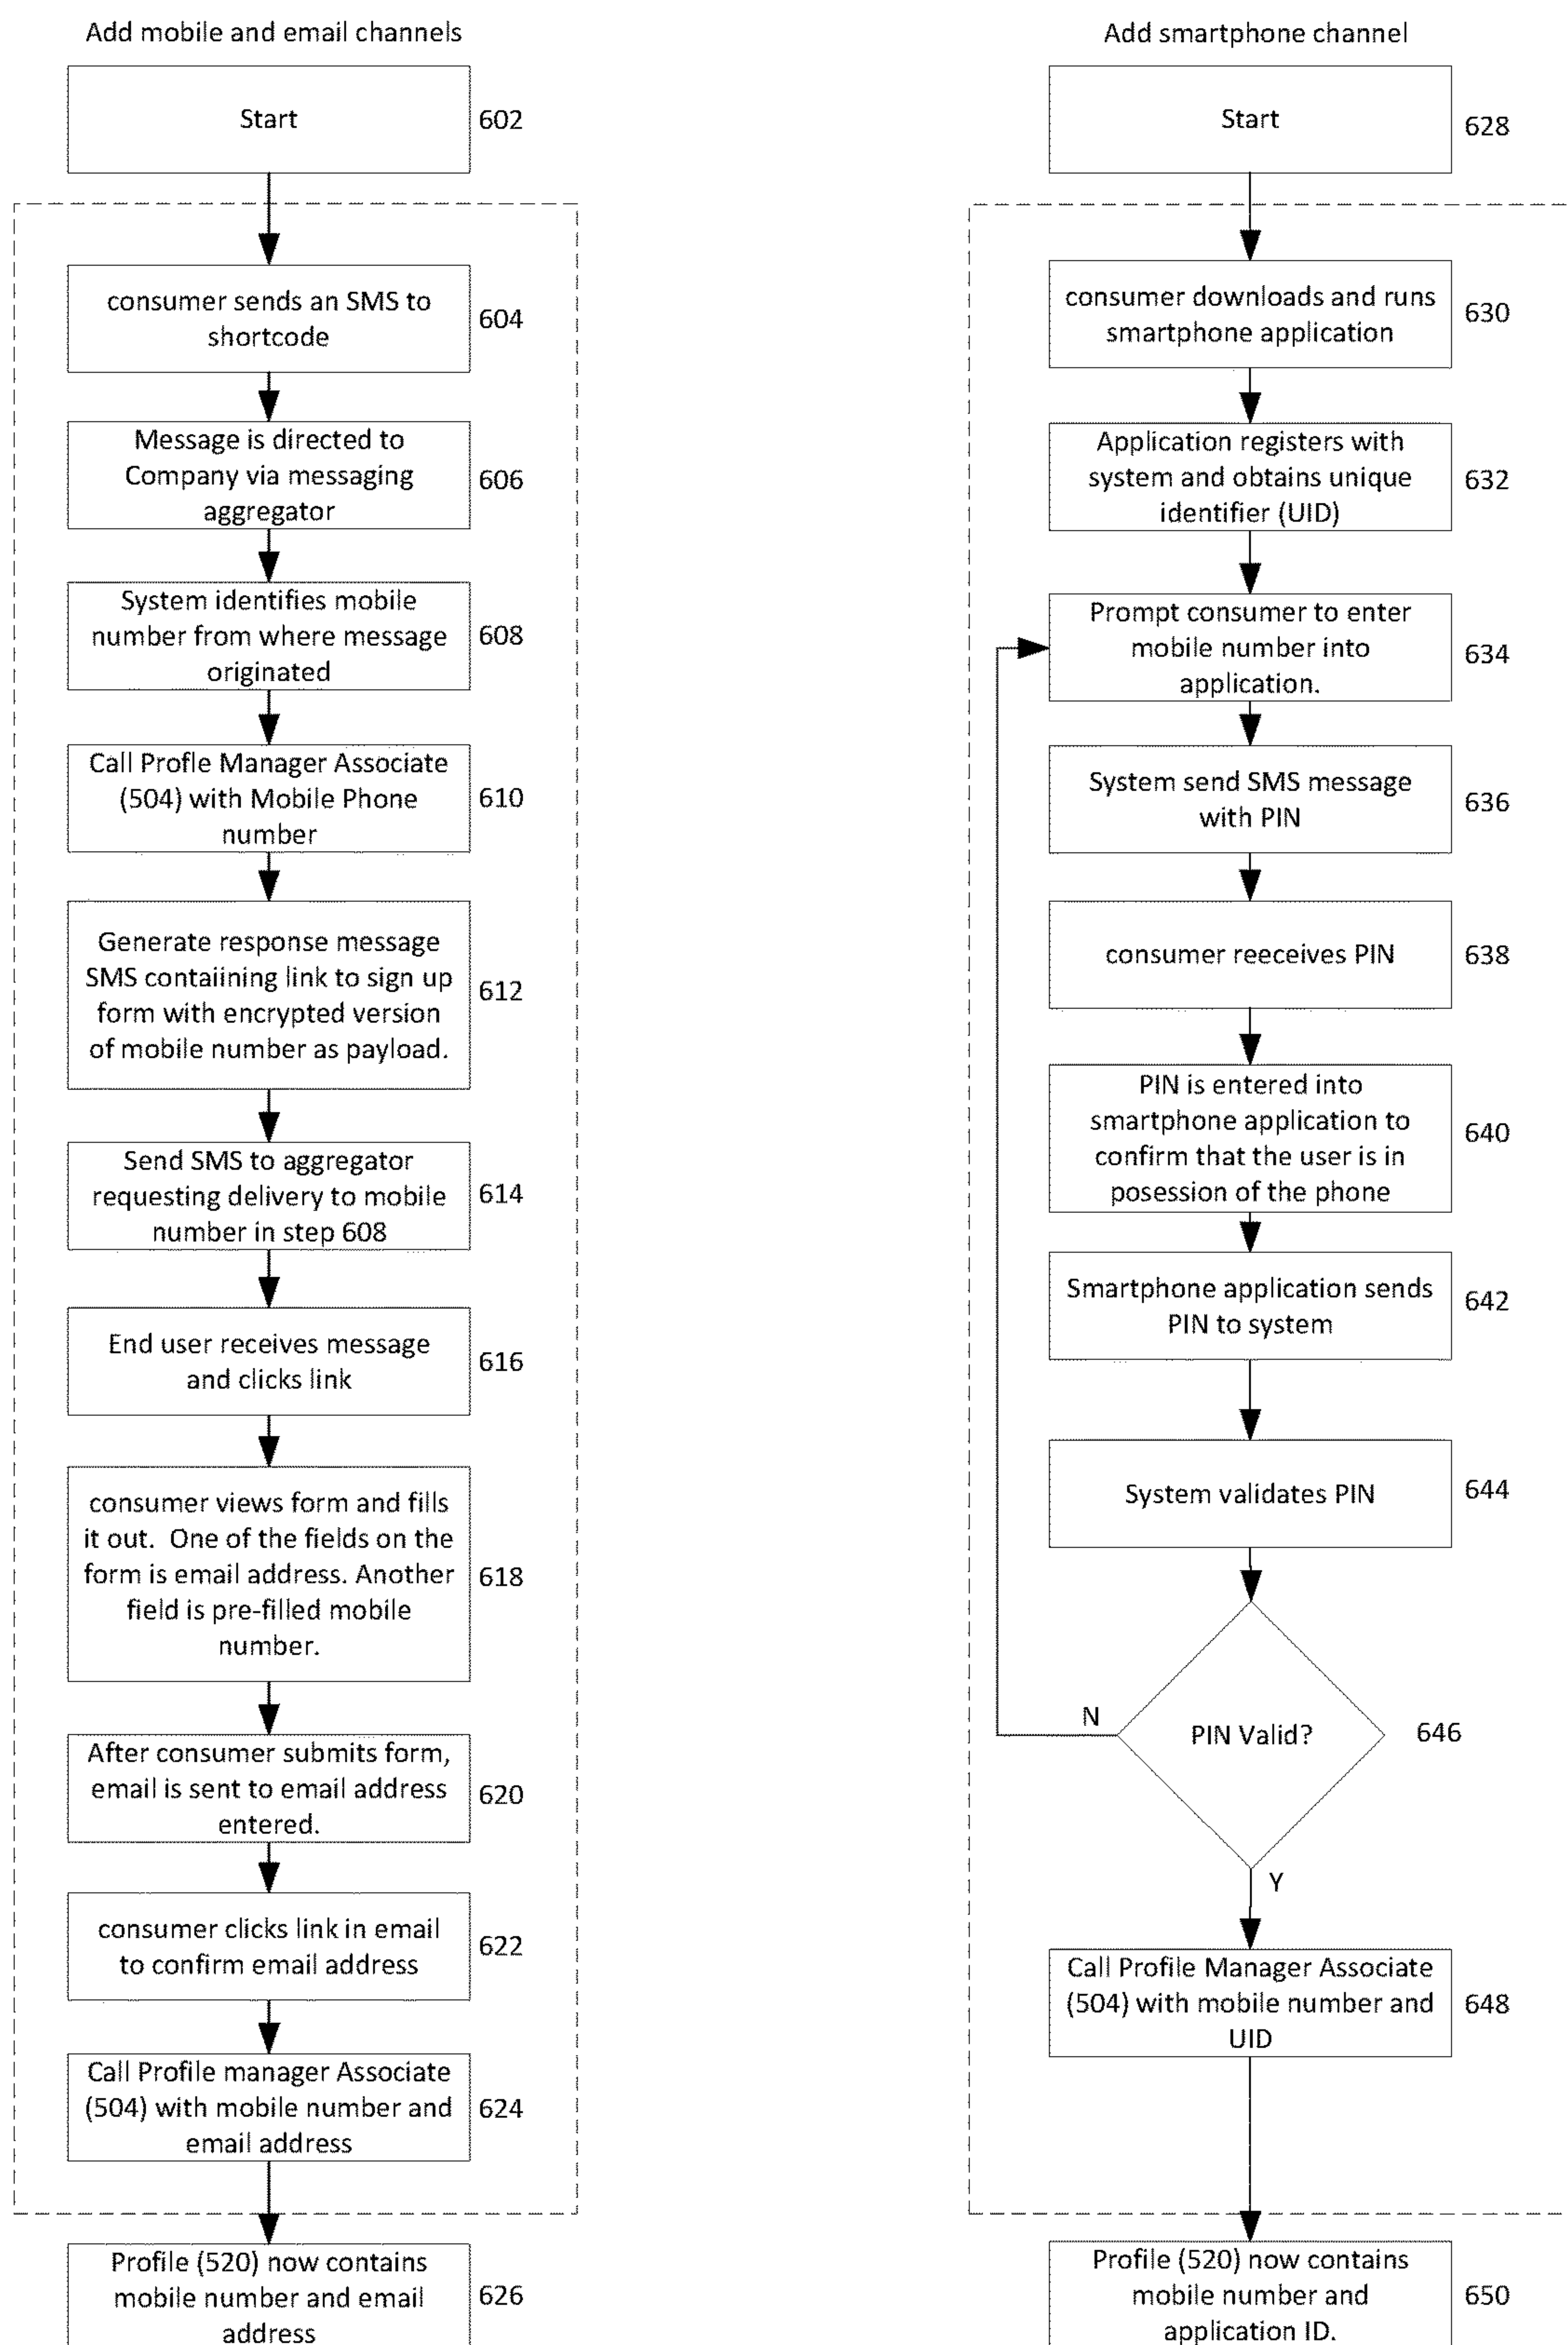 Add mobile and email channels
Start
602
consumer sends an SMS to
shortcode
604
Message is directed to
Company via messaging
aggregator
606
System identifies mobile
number from where message
originated
608
Call Profle Manager Associate
(504) with Mobile Phone
number
610
Generate response message
SMS contaiining link to sign up
form with encrypted version
of mobile number as payload.
612
Send SMS to aggregator
requesting delivery to mobile
number in step 608
614
End user receives message
and clicks link
616
consumer views form and fills
it out. One of the fields on the
form is email address. Another
field is pre-filled mobile
number.
618
After consumer submits form,
email is sent to email address
entered.
620
consumer clicks link in email
to confirm email address
622
Call Profile manager Associate
(504) with mobile number and
email address
624
Profile (520) now contains
mobile number and email
address
626
Add smartphone channel
Start
628
consumer downloads and runs
smartphone application
630
Application registers with
system and obtains unique
identifier (UID)
632
Prompt consumer to enter
mobile number into
application.
634
System send SMS message
with PIN
636
consumer reeceives PIN
638
PIN is entered into
smartphone application to
confirm that the user is in
posession of the phone
640
Smartphone application sends
PIN to system
642
System validates PIN
644
N
PIN Valid?
646
Y
Call Profile Manager Associate
(504) with mobile number and
UID
648
Profile (520) now contains
mobile number and
application ID.
650